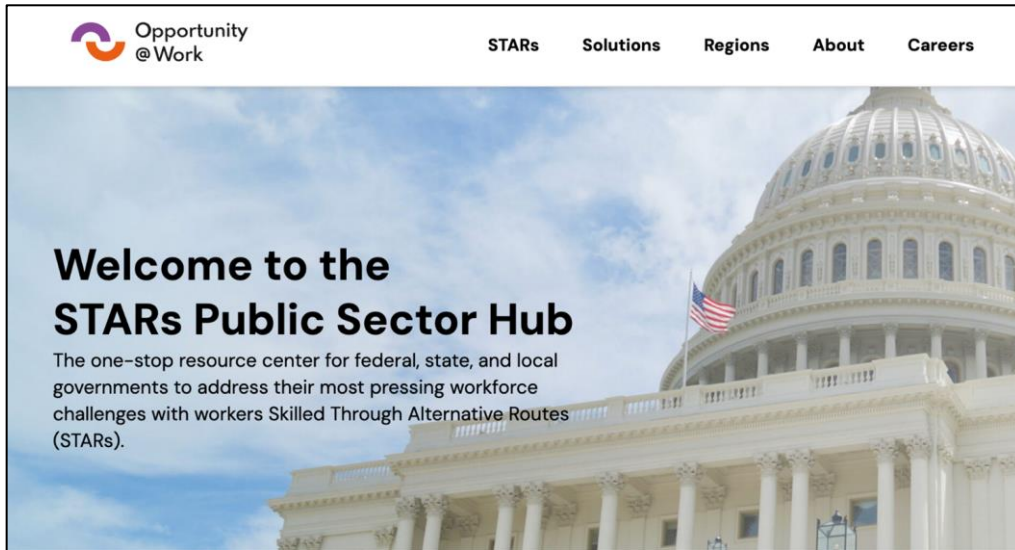 Opportunity
@Work
STARs Solutions Regions About Careers
Welcome to the
STARs Public Sector Hub
The one-stop resource center for federal, state, and local
governments to address their most pressing workforce
challenges with workers Skilled Through Alternative Routes
(STARs).